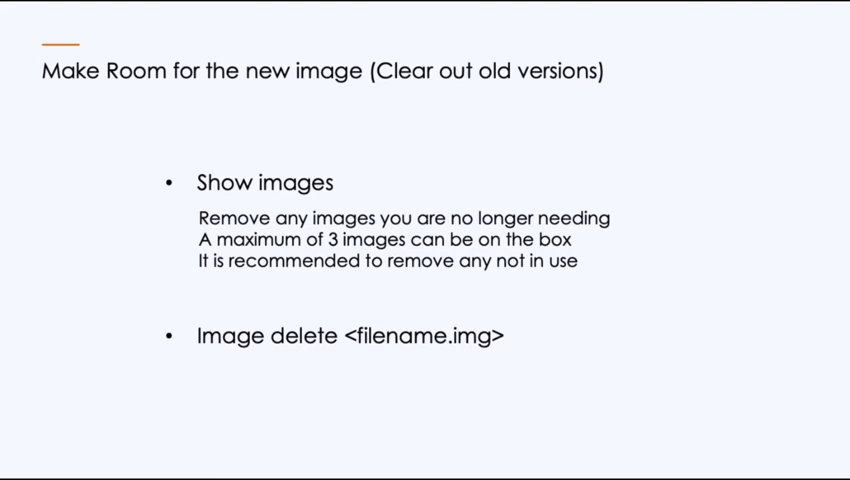 Make Room for the new image (Clear out old versions)
• Show images
Remove any images you are no longer needing
A maximum of 3 images can be on the box
It is recommended to remove any not in use
• Image delete <filename.img>